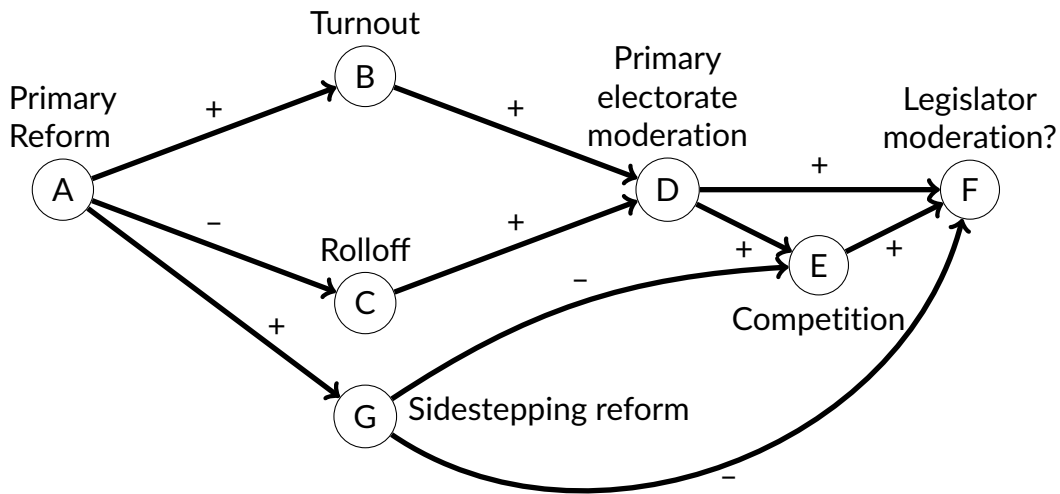 Turnout
B
Primary
electorate
moderation
Legislator
moderation?
Primary
Reform
+
+
A
D
+
F
–
+
Rolloff
+
+
E
–
C
Competition
+
G
Sidestepping reform
–